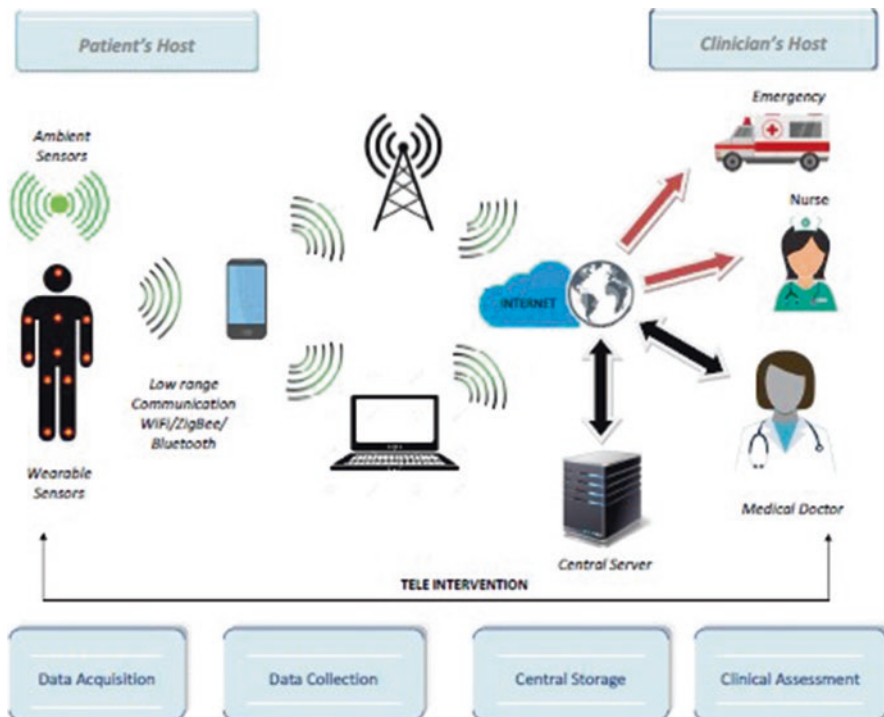 Patient's Host
Clinician's Host
Emergency
Ambient
Sensors
Nurse
INTERNET
Low range
Communication
WiFi/ZigBee/
Bluetooth
Wearable
Sensors
Medical Doctor
Central Server
TELE INTERVENTION
Data Acquisition
Data Collection
Central Storage
Clinical Assessment